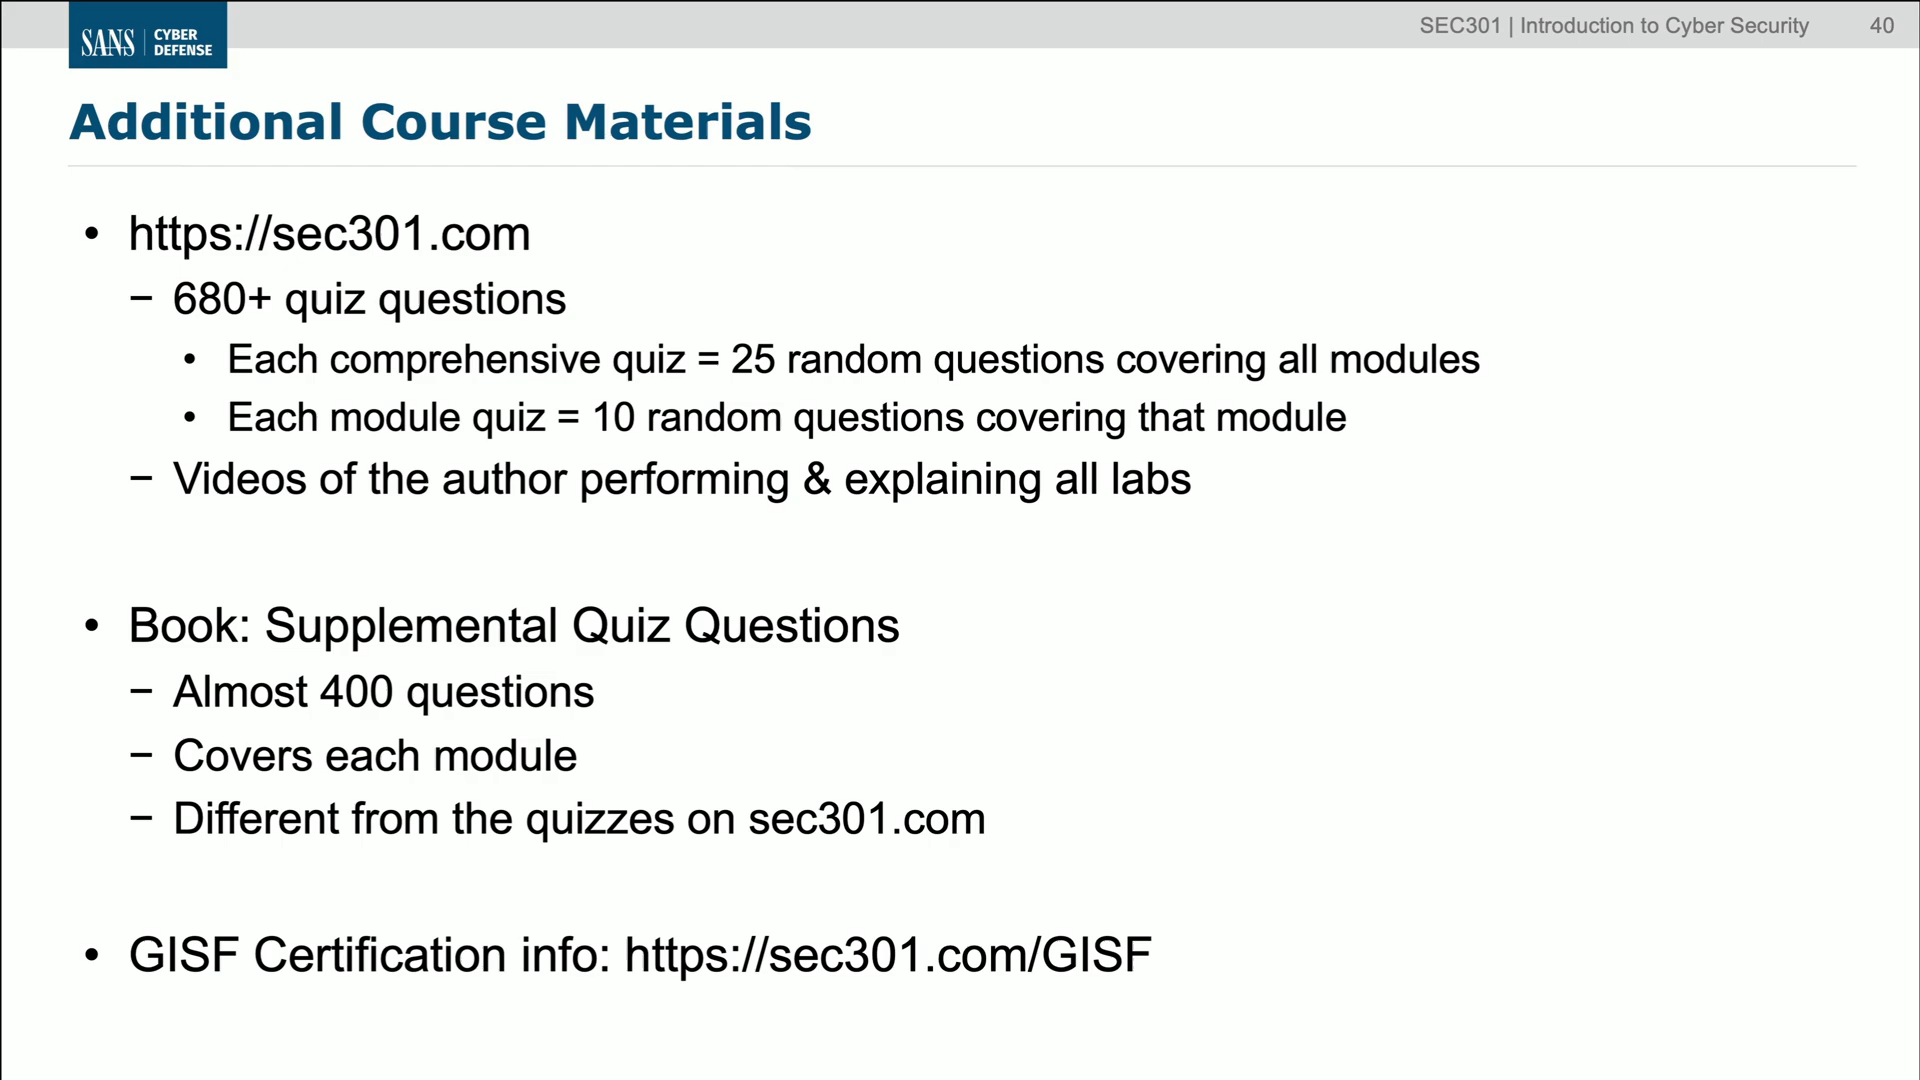 SANS | CYBER DEFENSE
SEC301 | Introduction to Cyber Security 40
Additional Course Materials
• https://sec301.com
– 680+ quiz questions
• Each comprehensive quiz = 25 random questions covering all modules
• Each module quiz = 10 random questions covering that module
– Videos of the author performing & explaining all labs
• Book: Supplemental Quiz Questions
– Almost 400 questions
– Covers each module
– Different from the quizzes on sec301.com
• GISF Certification info: https://sec301.com/GISF